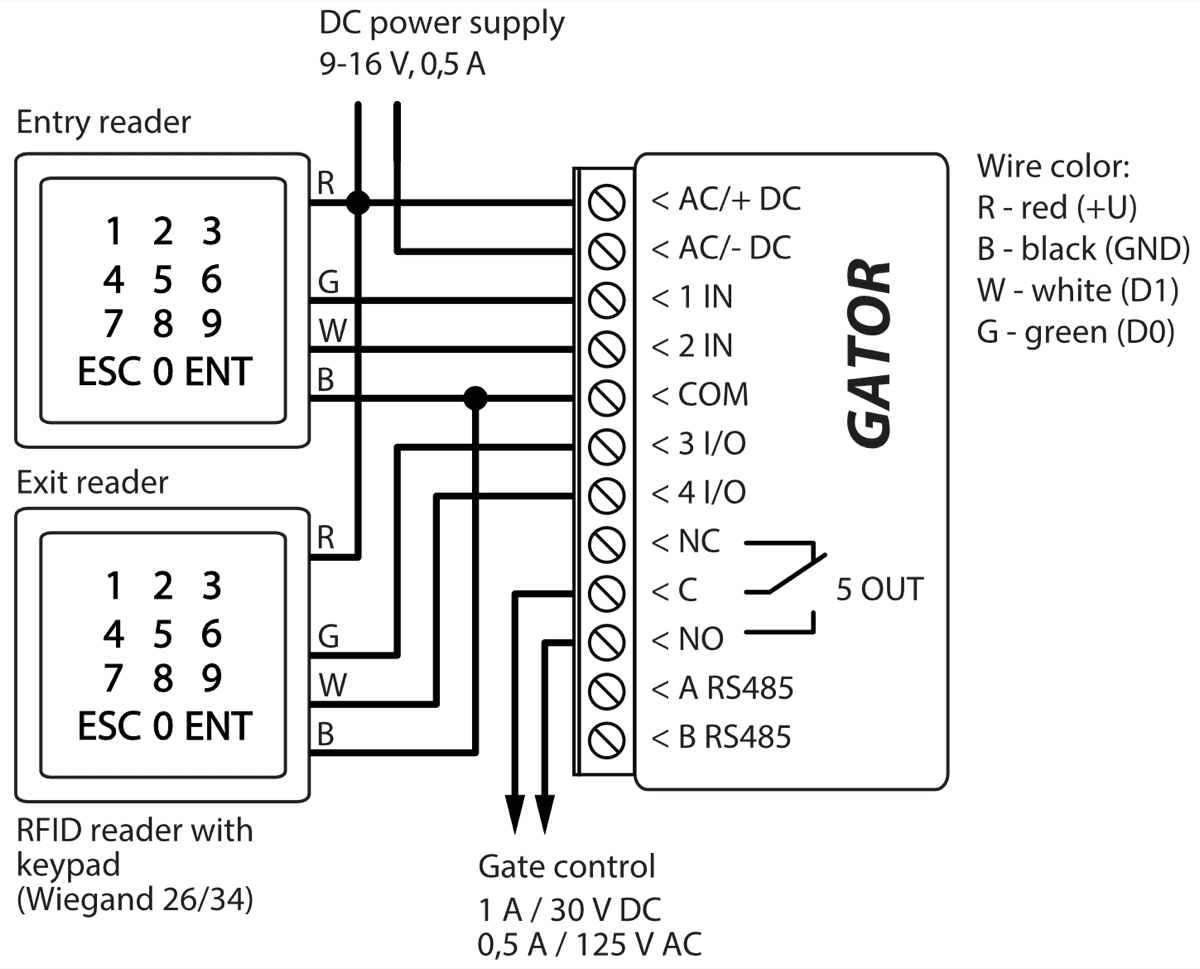 DC power supply
9-16 V, 0,5 A
Entry reader
R
1 2 3
4 5 6
7 8 9
ESC 0 ENT
G
W
B
Exit reader
R
1 2 3
4 5 6
7 8 9
ESC 0 ENT
G
W
B
RFID reader with
keypad
(Wiegand 26/34)
< AC/+ DC
< AC/- DC
< 1 IN
< 2 IN
< COM
< 3 I/O
< 4 I/O
< NC
< C
< NO
< A RS485
< B RS485
5 OUT
GATOR
Wire color:
R - red (+U)
B - black (GND)
W - white (D1)
G - green (D0)
Gate control
1 A / 30 V DC
0,5 A / 125 V AC